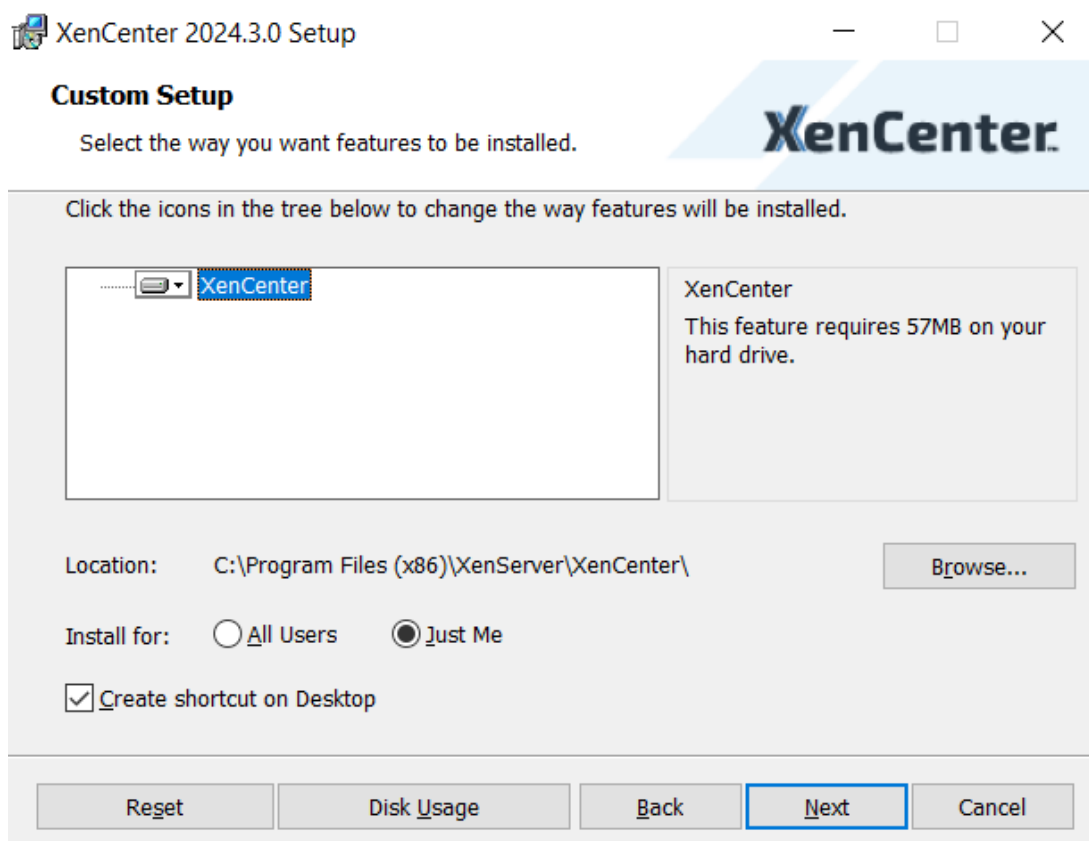 XenCenter 2024.3.0 Setup
Custom Setup
Select the way you want features to be installed.
XenCenter
Click the icons in the tree below to change the way features will be installed.
XenCenter
XenCenter
This feature requires 57MB on your
hard drive.
Location: C:\Program Files (x86)\XenServer\XenCenter\ Browse...
Install for: All Users Just Me
Create shortcut on Desktop
Reset Disk Usage Back Next Cancel